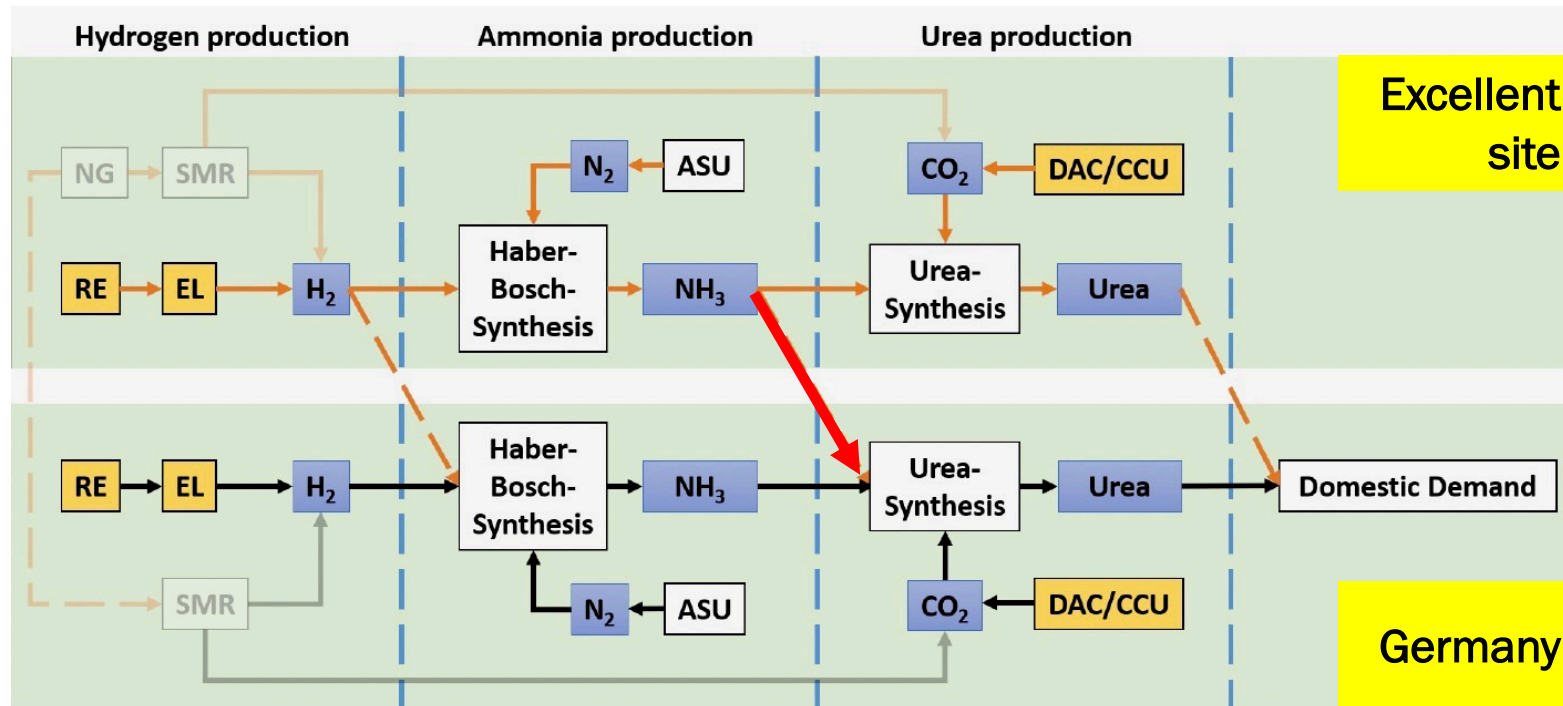 Hydrogen production
Ammonia production
Urea production
Excellent
site
NG
SMR
N₂
ASU
CO₂
DAC/CCU
RE
EL
H₂
Haber-
Bosch-
Synthesis
NH₃
Urea-
Synthesis
Urea
RE
EL
H₂
Haber-
Bosch-
Synthesis
NH₃
Urea-
Synthesis
Urea
Domestic Demand
SMR
N₂
ASU
CO₂
DAC/CCU
Germany